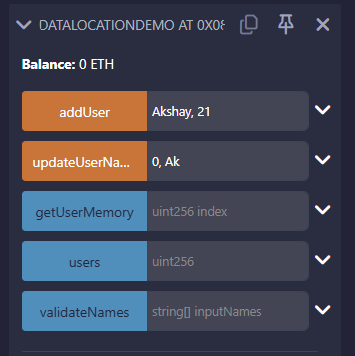 DATALOCATIONDEMO AT 0X08
Balance: 0 ETH
addUser Akshay, 21
updateUserNa... 0, Ak
getUserMemory uint256 index
users uint256
validateNames string[] inputNames